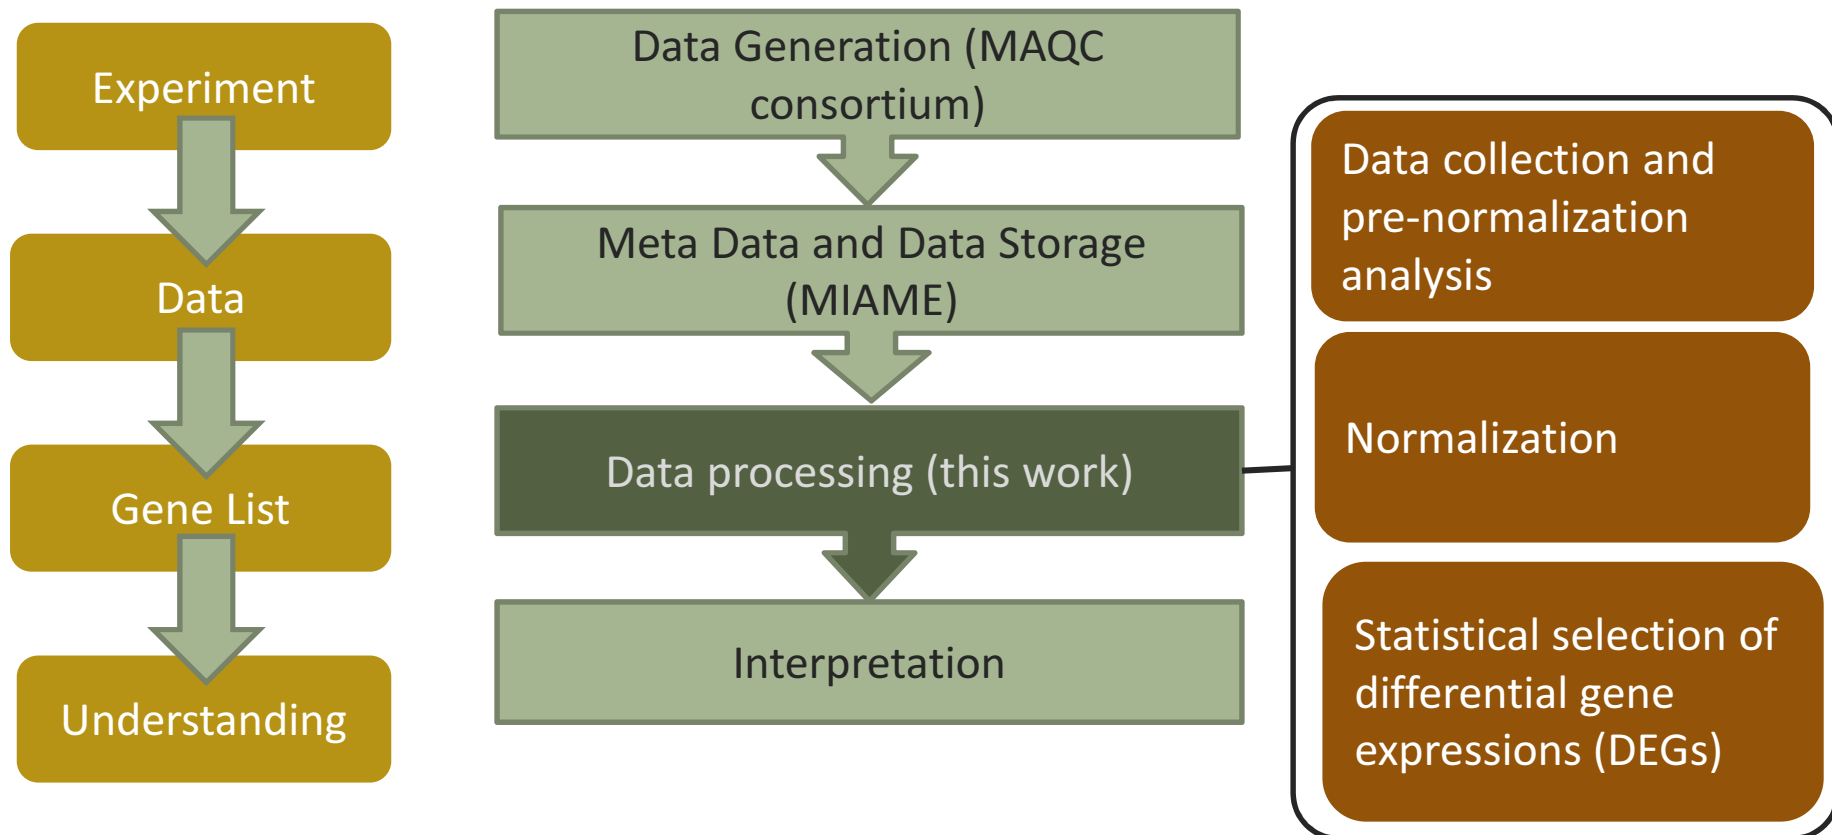 Experiment
Data
Gene List
Understanding
Data Generation (MAQC
consortium)
Meta Data and Data Storage
(MIAME)
Data processing (this work)
Interpretation
Data collection and
pre-normalization
analysis
Normalization
Statistical selection of
differential gene
expressions (DEGs)